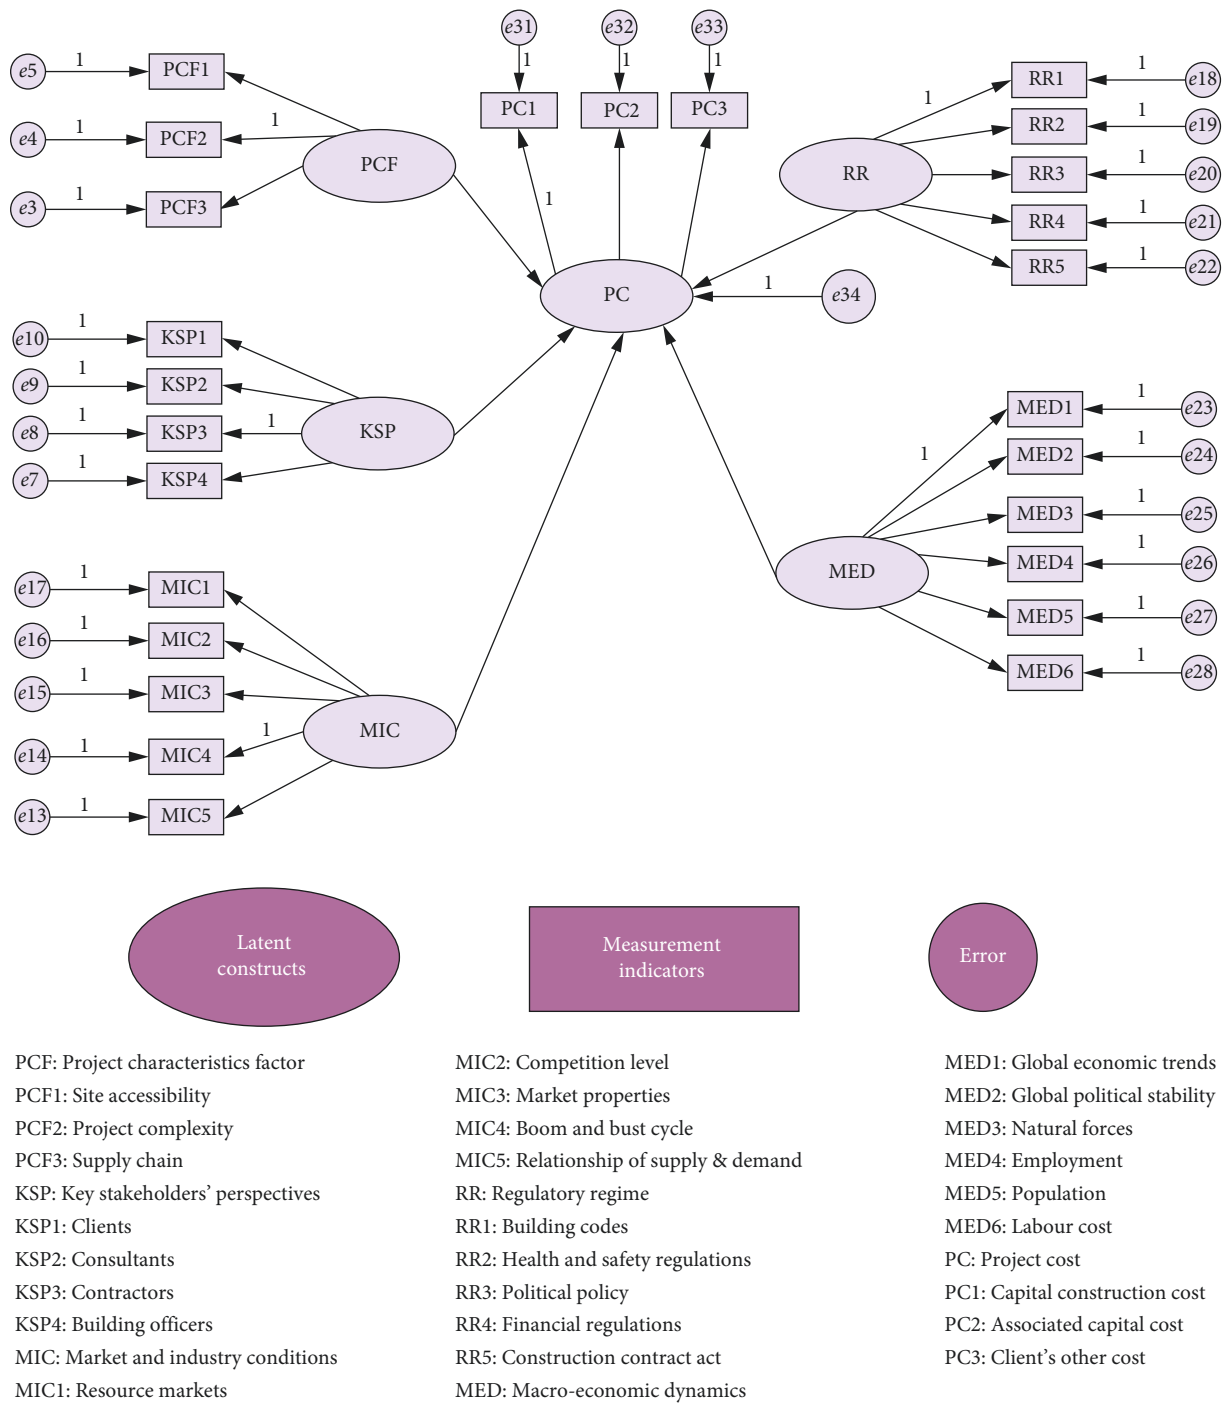 e31
e32
e33
1
1
1
PC1
PC2
PC3
e5
1
PCF1
e4
1
PCF2
1
e3
1
PCF3
PCF
1
RR
1
RR1
1
e18
RR2
1
e19
RR3
1
e20
RR4
1
e21
RR5
1
e22
PC
1
e34
e10
1
KSP1
e9
1
KSP2
e8
1
KSP3
1
e7
1
KSP4
KSP
MED
1
MED1
1
e23
MED2
1
e24
MED3
1
e25
MED4
1
e26
MED5
1
e27
MED6
1
e28
e17
1
MIC1
e16
1
MIC2
e15
1
MIC3
e14
1
MIC4
1
e13
1
MIC5
MIC
Latent
constructs
Measurement
indicators
Error
PCF: Project characteristics factor
PCF1: Site accessibility
PCF2: Project complexity
PCF3: Supply chain
KSP: Key stakeholders' perspectives
KSP1: Clients
KSP2: Consultants
KSP3: Contractors
KSP4: Building officers
MIC: Market and industry conditions
MIC1: Resource markets
MIC2: Competition level
MIC3: Market properties
MIC4: Boom and bust cycle
MIC5: Relationship of supply & demand
RR: Regulatory regime
RR1: Building codes
RR2: Health and safety regulations
RR3: Political policy
RR4: Financial regulations
RR5: Construction contract act
MED: Macro-economic dynamics
MED1: Global economic trends
MED2: Global political stability
MED3: Natural forces
MED4: Employment
MED5: Population
MED6: Labour cost
PC: Project cost
PC1: Capital construction cost
PC2: Associated capital cost
PC3: Client's other cost